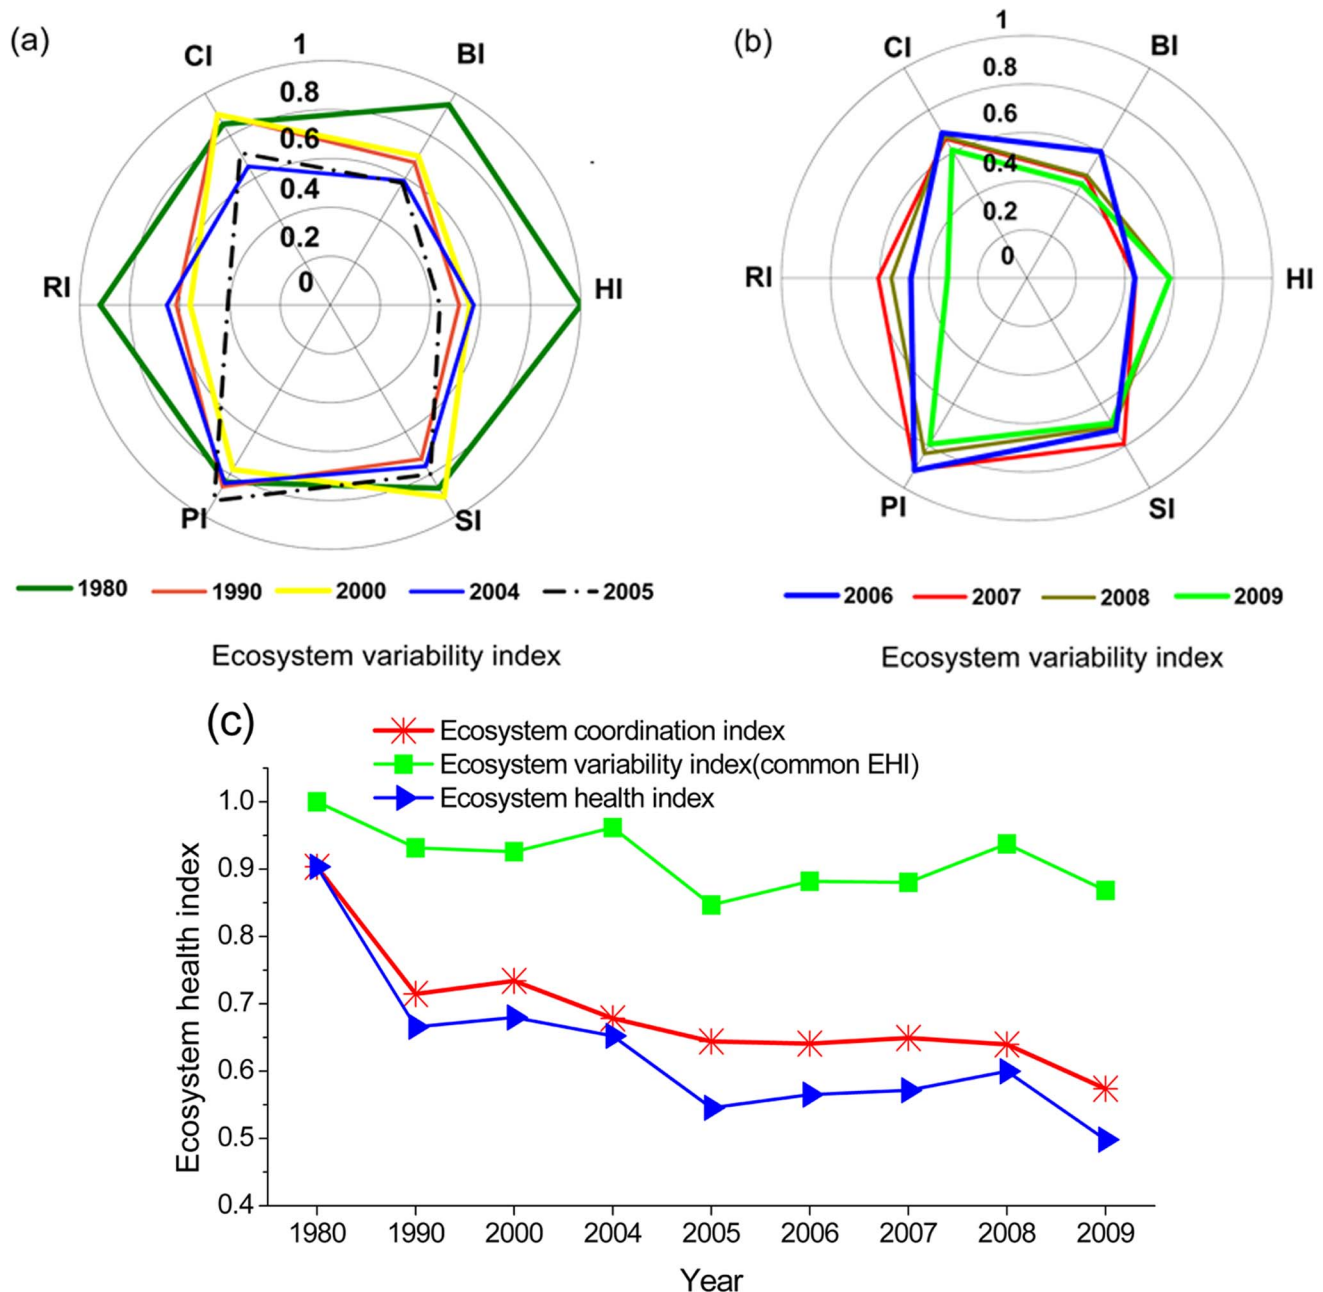 (a)
CI
1
BI
0.8
0.6
0.4
0.2
0
RI
HI
PI
SI
1980 1990 2000 2004 2005
Ecosystem variability index
(b)
CI
1
BI
0.8
0.6
0.4
0.2
0
RI
HI
PI
SI
2006 2007 2008 2009
Ecosystem variability index
(c)
Ecosystem coordination index
Ecosystem variability index(common EHI)
Ecosystem health index
Ecosystem health index
1.0
0.9
0.8
0.7
0.6
0.5
0.4
1980 1990 2000 2004 2005 2006 2007 2008 2009
Year